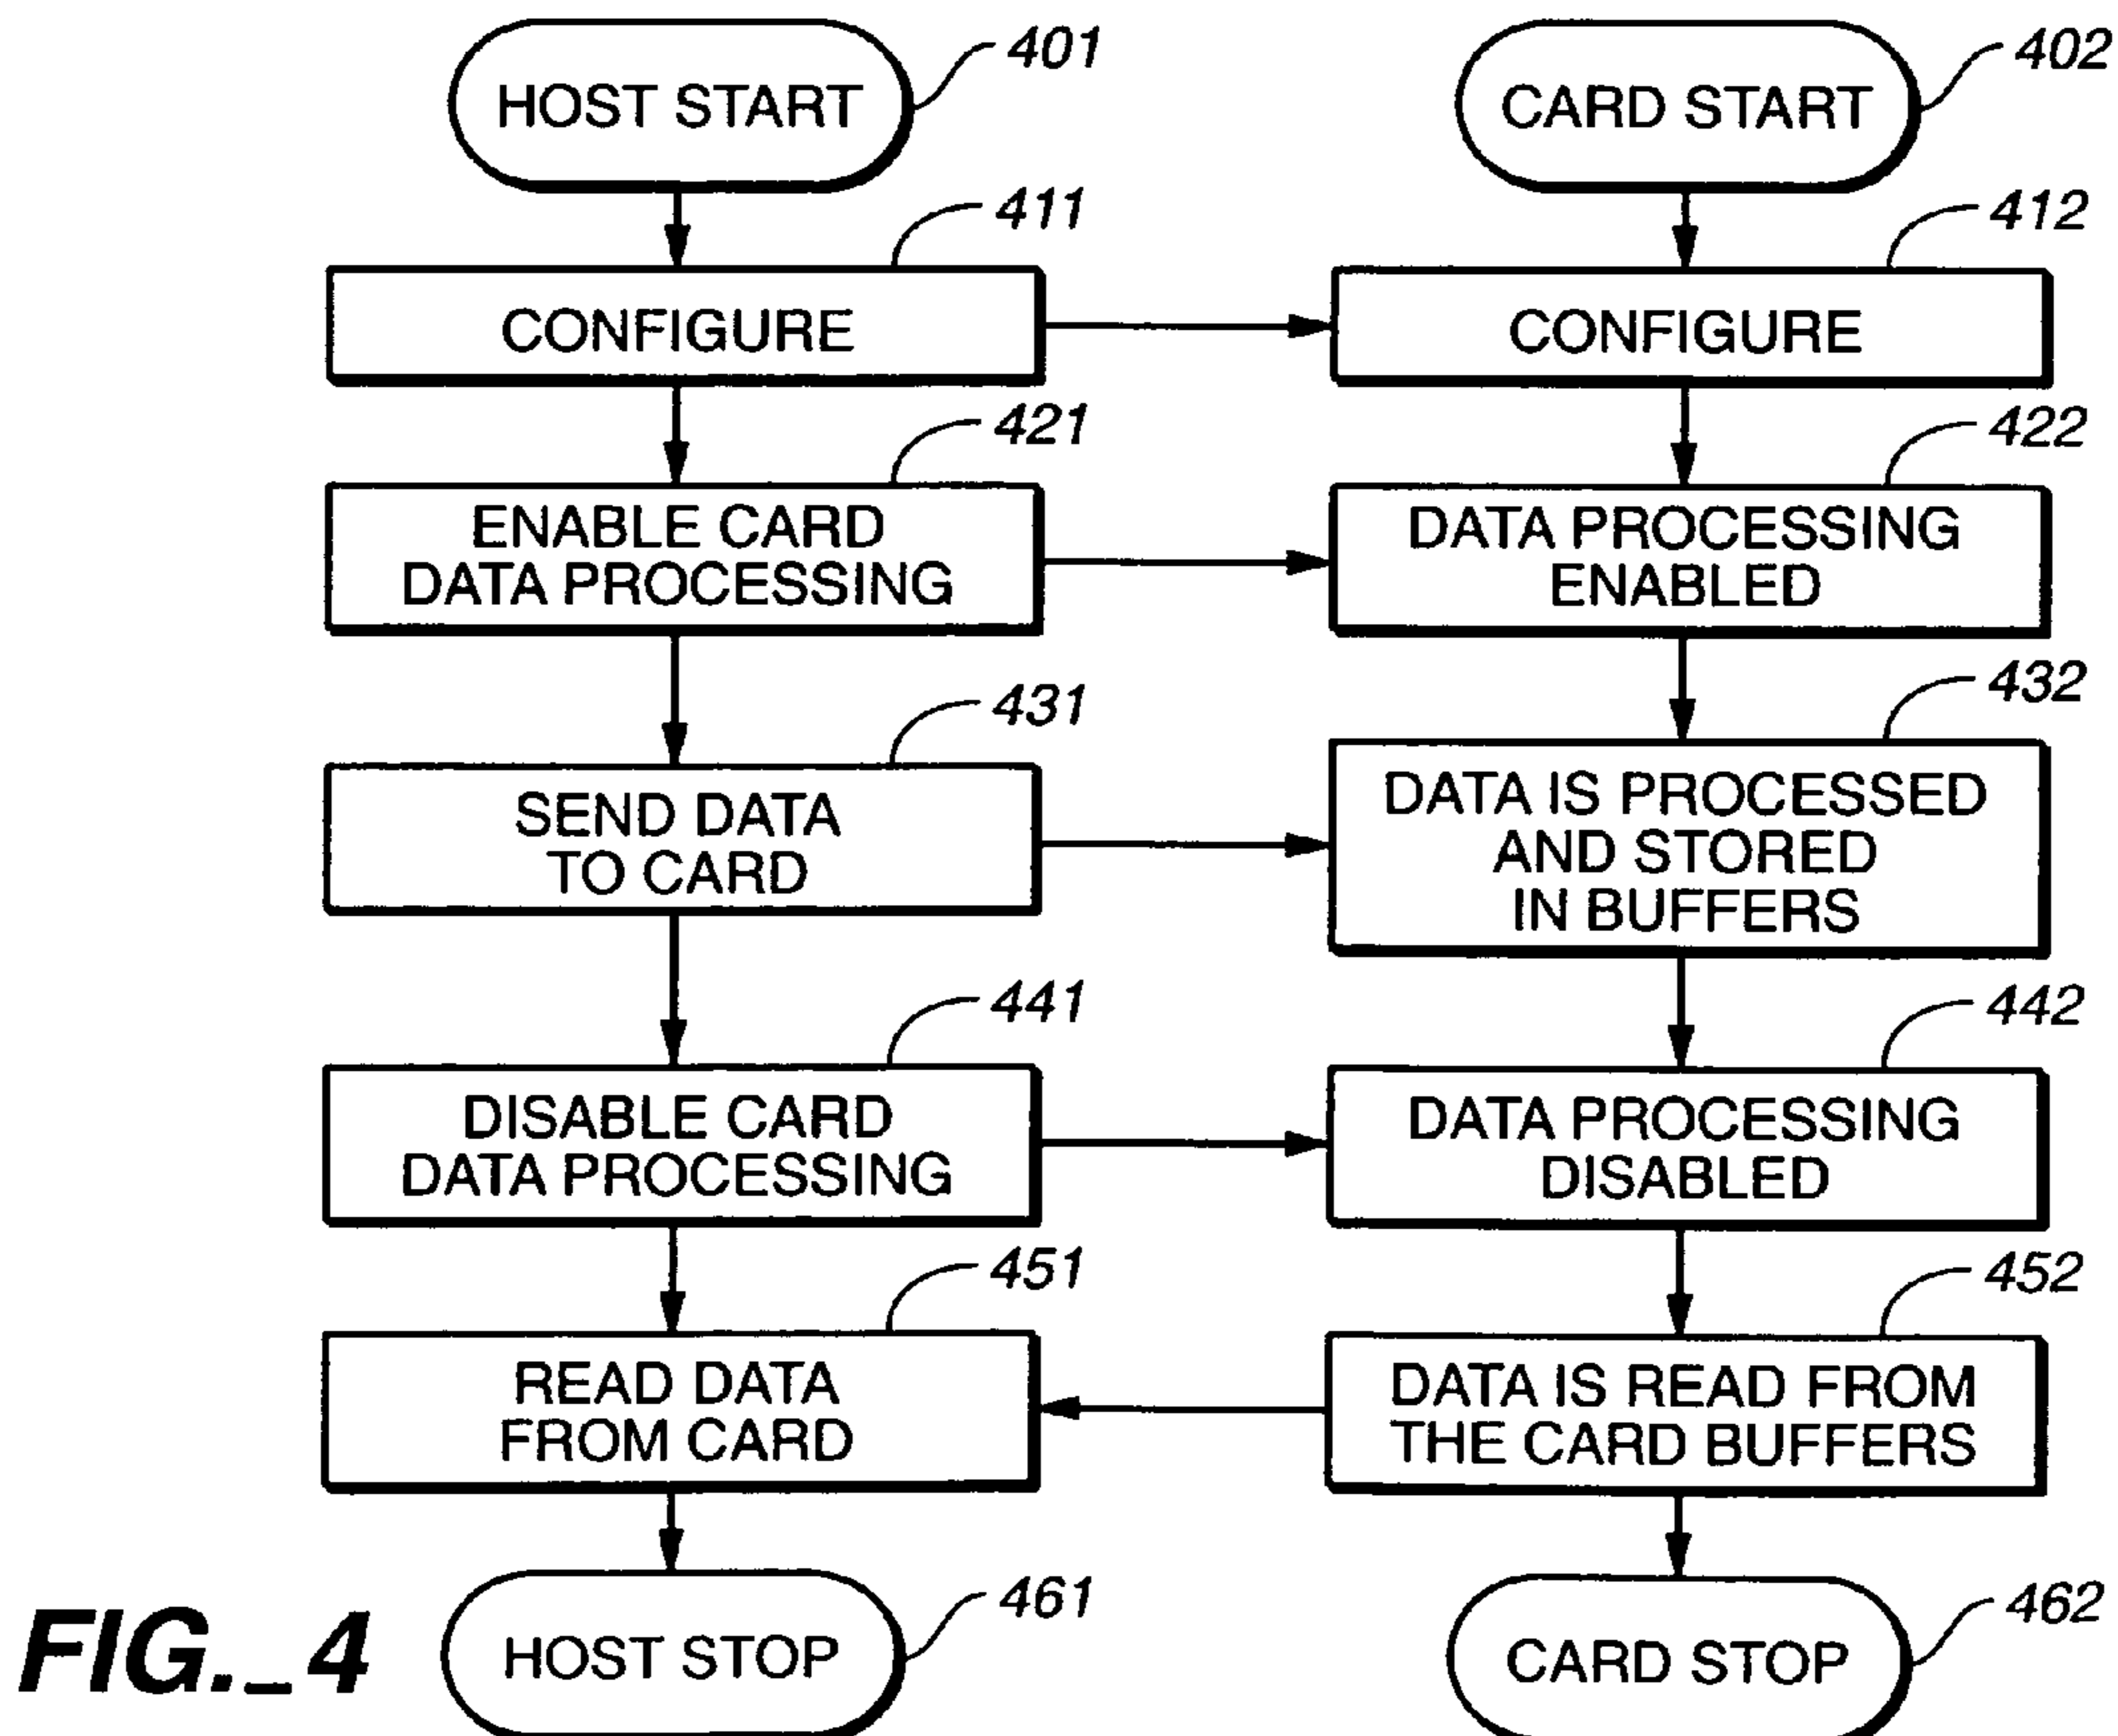 HOST START
401
CARD START
402
411
412
CONFIGURE
CONFIGURE
421
422
ENABLE CARD
DATA PROCESSING
DATA PROCESSING
ENABLED
431
432
SEND DATA
TO CARD
DATA IS PROCESSED
AND STORED
IN BUFFERS
441
442
DISABLE CARD
DATA PROCESSING
DATA PROCESSING
DISABLED
451
452
READ DATA
FROM CARD
DATA IS READ FROM
THE CARD BUFFERS
461
462
HOST STOP
CARD STOP
FIG._4